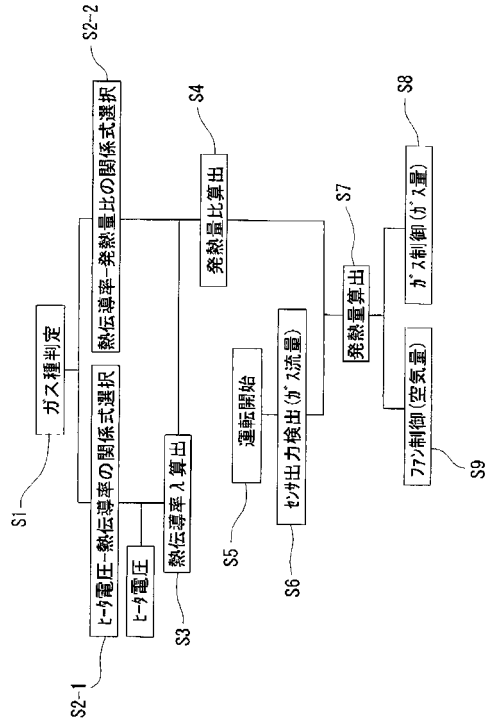 S1
ガス種判定
S2-1
ﾋｰﾀ電圧-熱伝導率の関係式選択
熱伝導率-発熱量比の関係式選択
S2-2
ﾋｰﾀ電圧
S3
熱伝導率λ算出
発熱量比算出
S4
S5
運転開始
S6
ｾﾝｻ出力検出(ｶﾞｽ流量)
発熱量算出
S7
S9
ﾌｧﾝ制御(空気量)
ｶﾞｽ制御(ｶﾞｽ量)
S8